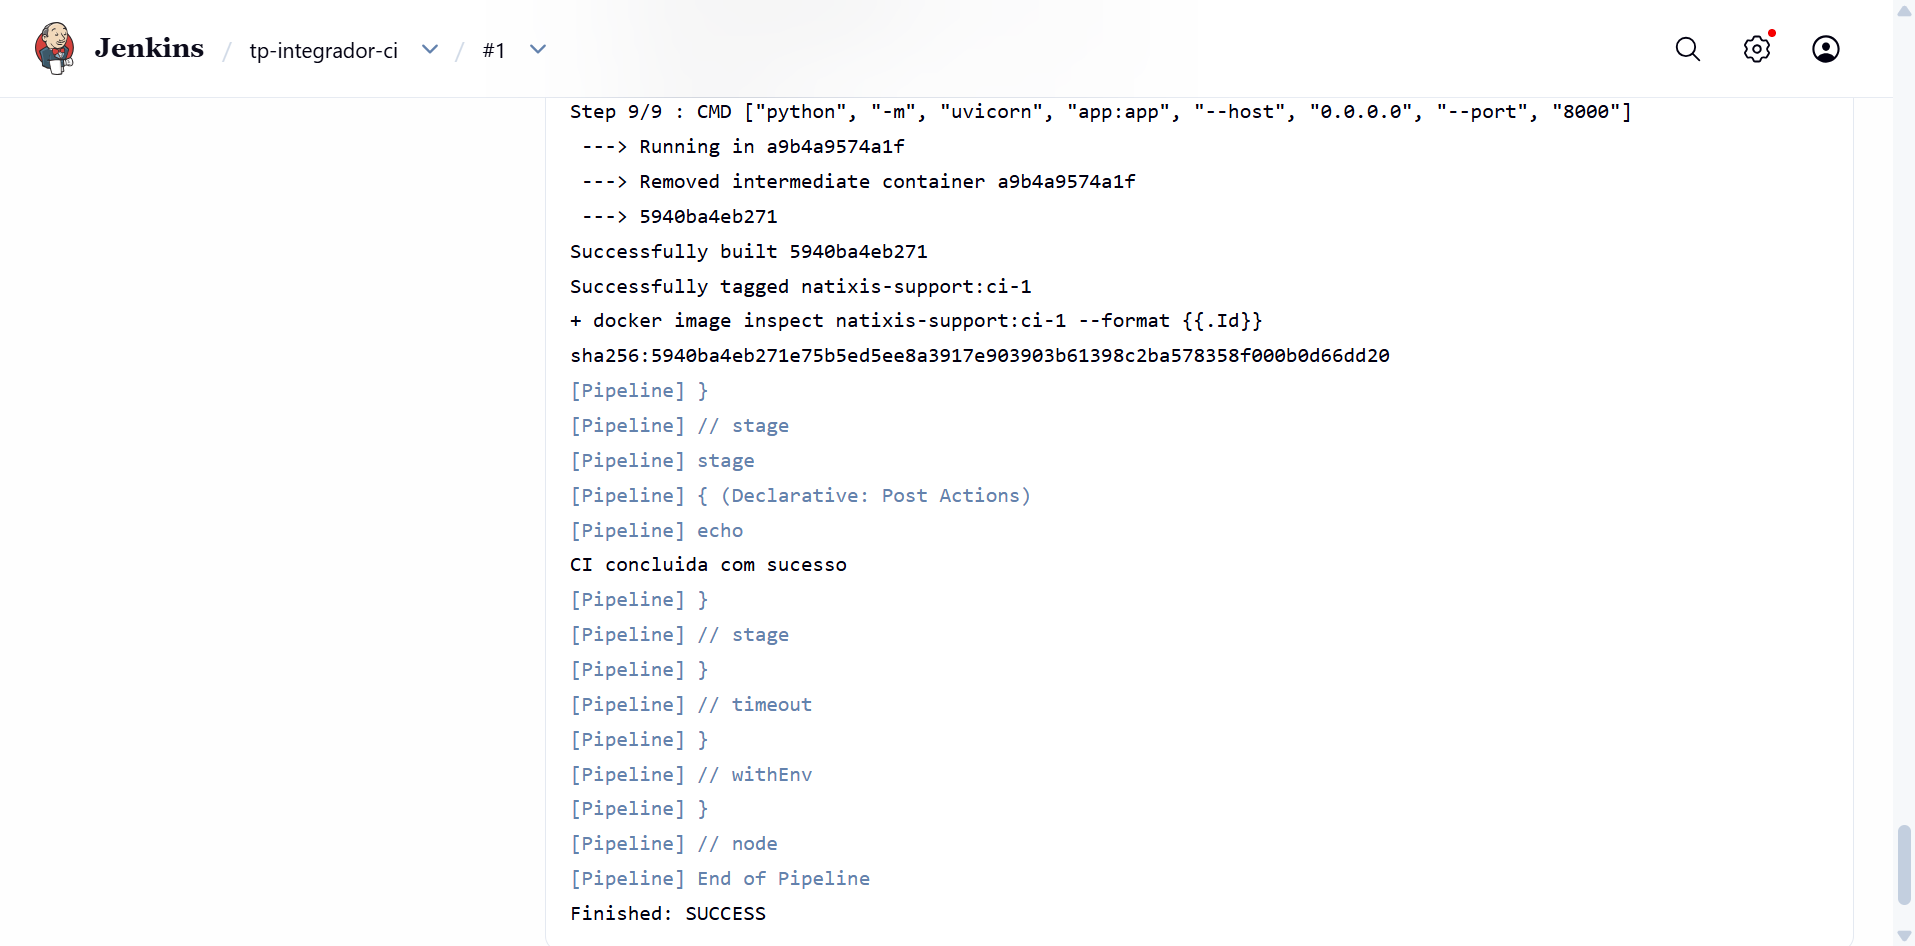 Jenkins / tp-integrador-ci / #1
Step 9/9 : CMD ["python", "-m", "uvicorn", "app:app", "--host", "0.0.0.0", "--port", "8000"]
---> Running in a9b4a9574a1f
---> Removed intermediate container a9b4a9574a1f
---> 5940ba4eb271
Successfully built 5940ba4eb271
Successfully tagged natixis-support:ci-1
+ docker image inspect natixis-support:ci-1 --format {{.Id}}
sha256:5940ba4eb271e75b5ed5ee8a3917e903903b61398c2ba578358f000b0d66dd20
[Pipeline] }
[Pipeline] // stage
[Pipeline] stage
[Pipeline] { (Declarative: Post Actions)
[Pipeline] echo
CI concluida com sucesso
[Pipeline] }
[Pipeline] // stage
[Pipeline] }
[Pipeline] // timeout
[Pipeline] }
[Pipeline] // withEnv
[Pipeline] }
[Pipeline] // node
[Pipeline] End of Pipeline
Finished: SUCCESS